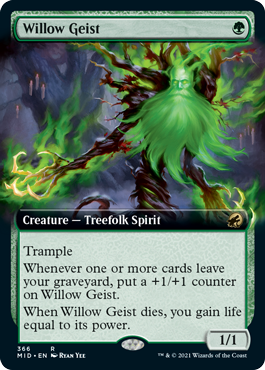 Willow Geist
Creature — Treefolk Spirit
Trample
Whenever one or more cards leave
your graveyard, put a +1/+1 counter
on Willow Geist.
When Willow Geist dies, you gain life
equal to its power.
1/1
366 R
MID • EN Ryan Yee
™ & © 2021 Wizards of the Coast